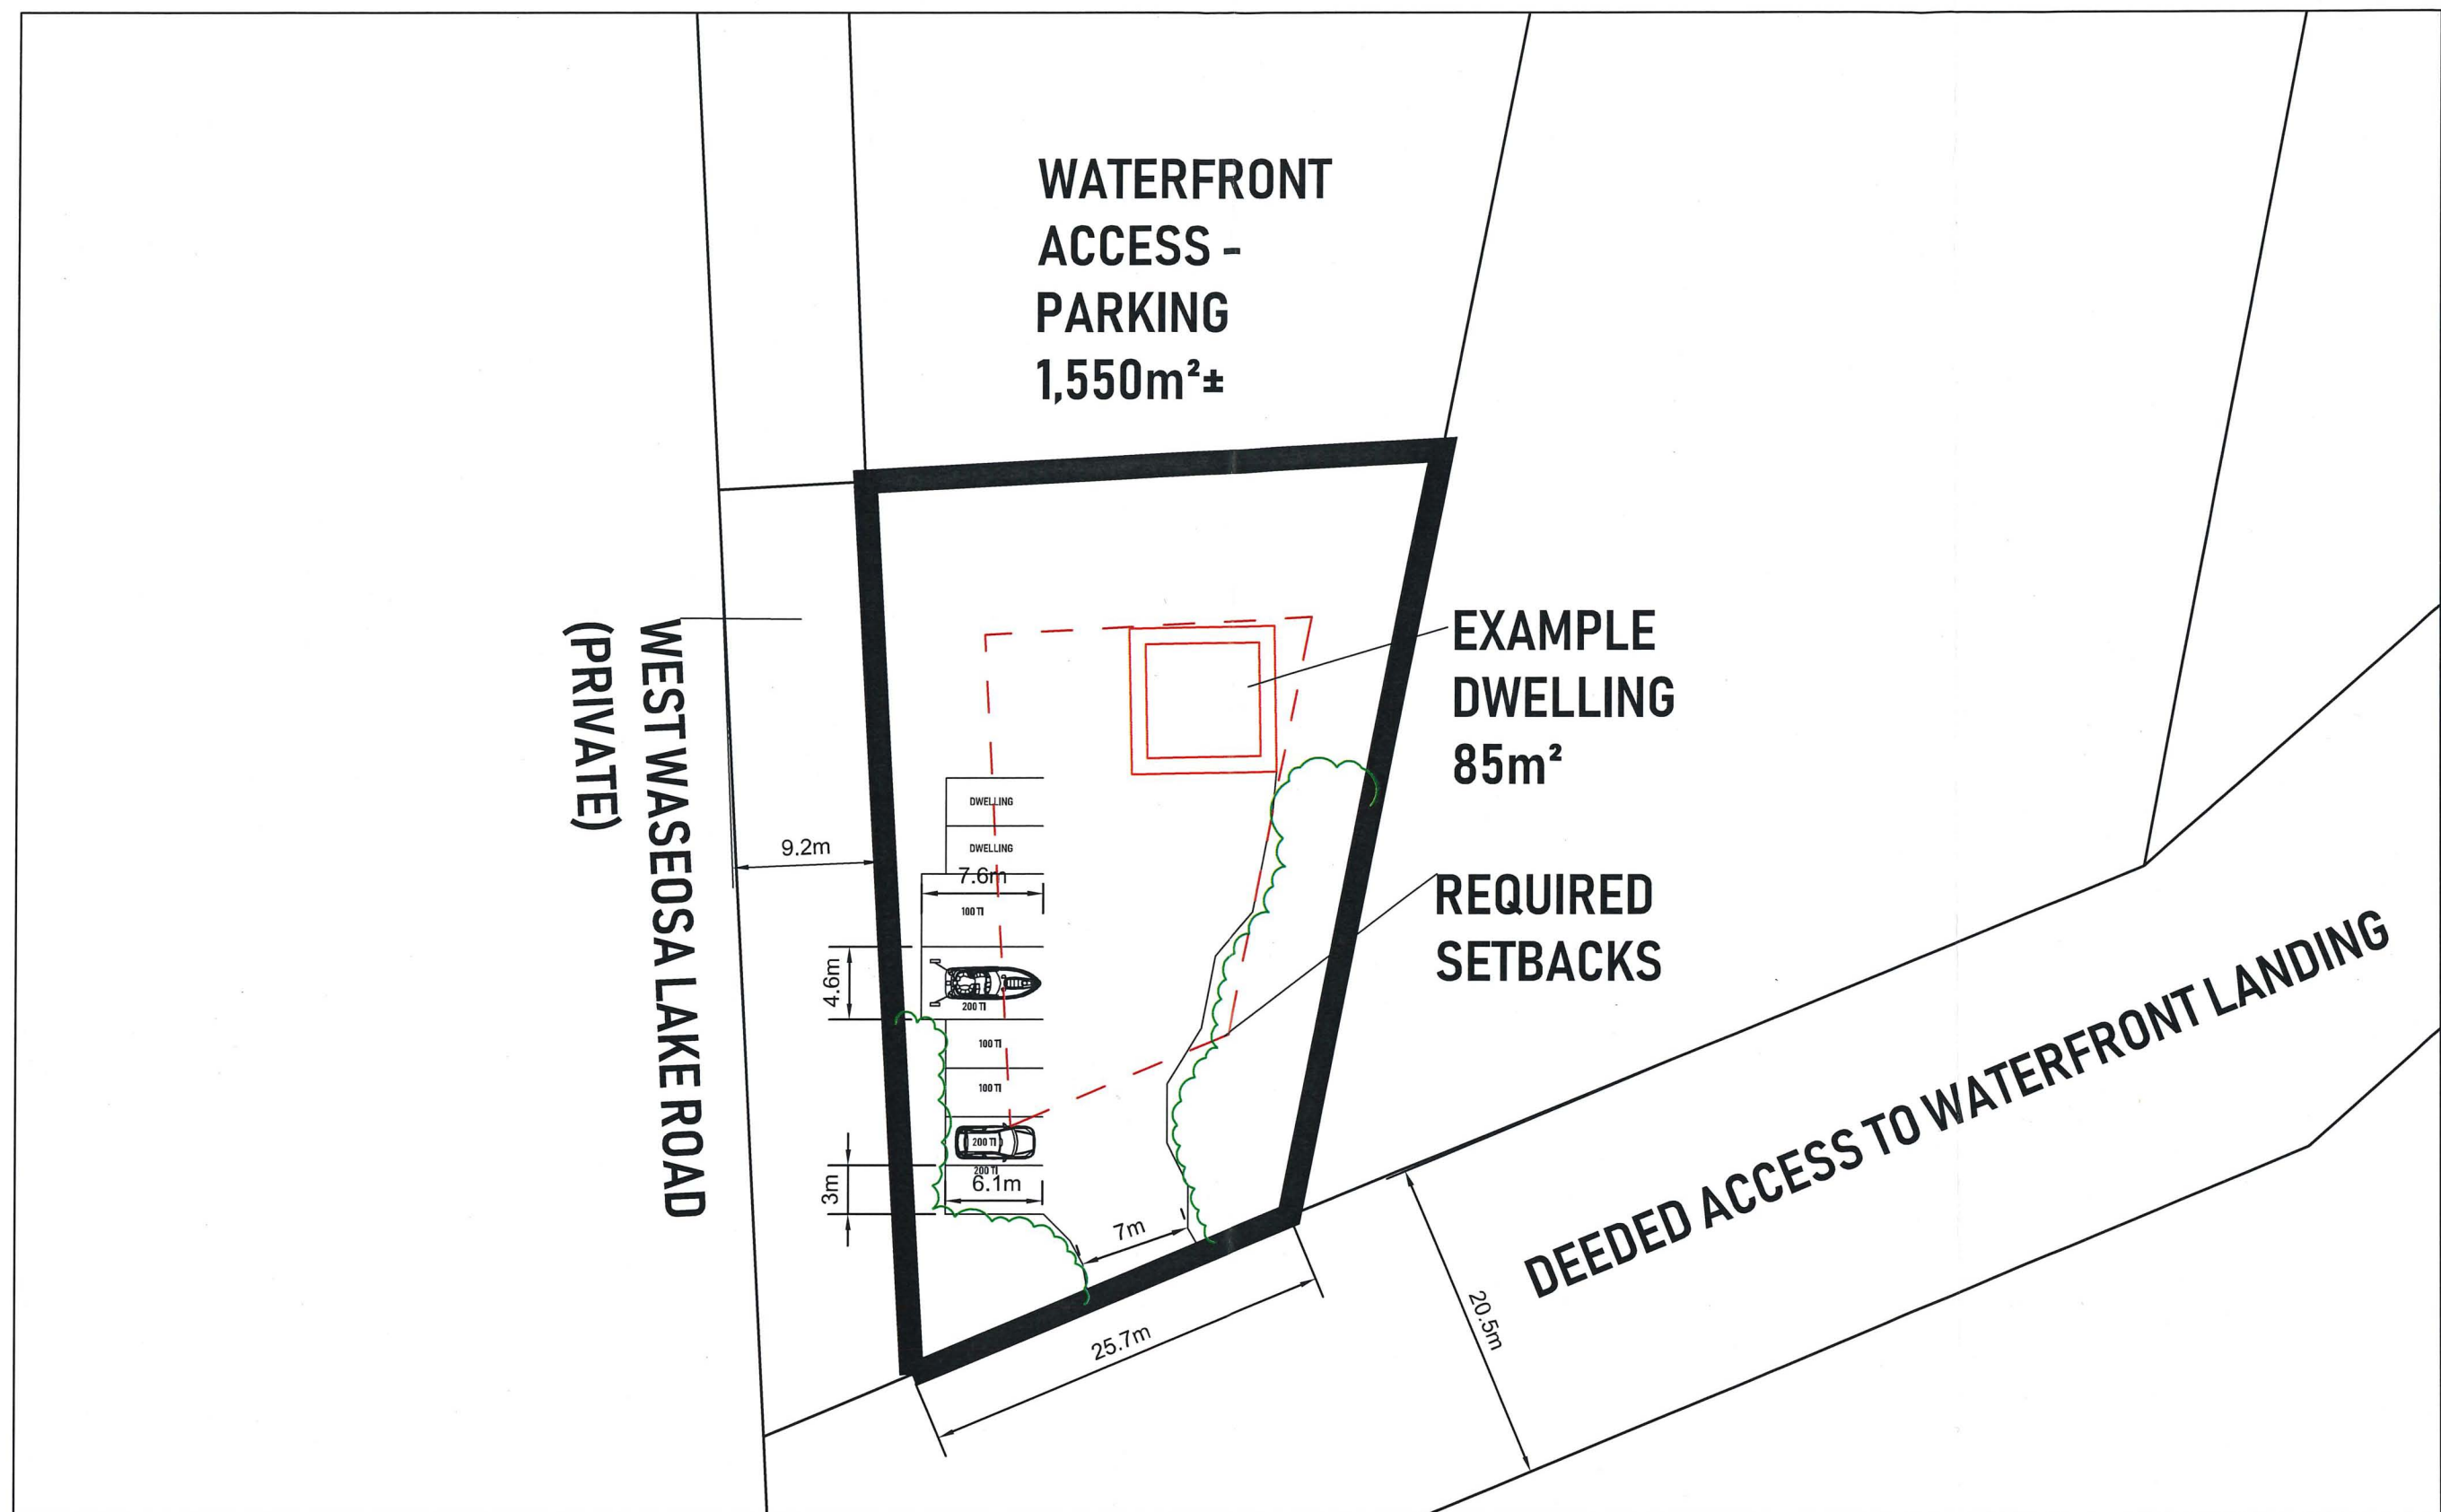 WATERFRONT
ACCESS -
PARKING
1,550m²±
EXAMPLE
DWELLING
85m²
WEST WASEOSA LAKE ROAD
(PRIVATE)
DWELLING
DWELLING
9.2m
7.6m
100 TI
REQUIRED
SETBACKS
4.6m
200 TI
100 TI
100 TI
200 TI
200 TI
3m
6.1m
7m
25.7m
20.5m
DEEDED ACCESS TO WATERFRONT LANDING